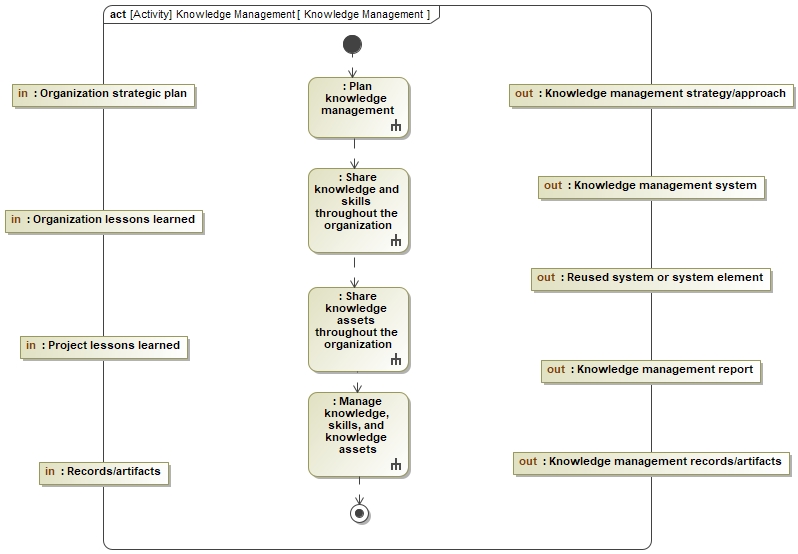 act [Activity] Knowledge Management[ Knowledge Management ]
in : Organization strategic plan
in : Organization lessons learned
in : Project lessons learned
in : Records/artifacts
: Plan
knowledge
management
: Share
knowledge and
skills
throughout the
organization
: Share
knowledge
assets
throughout the
organization
: Manage
knowledge,
skills, and
knowledge
assets
out : Knowledge management strategy/approach
out : Knowledge management system
out : Reused system or system element
out : Knowledge management report
out : Knowledge management records/artifacts